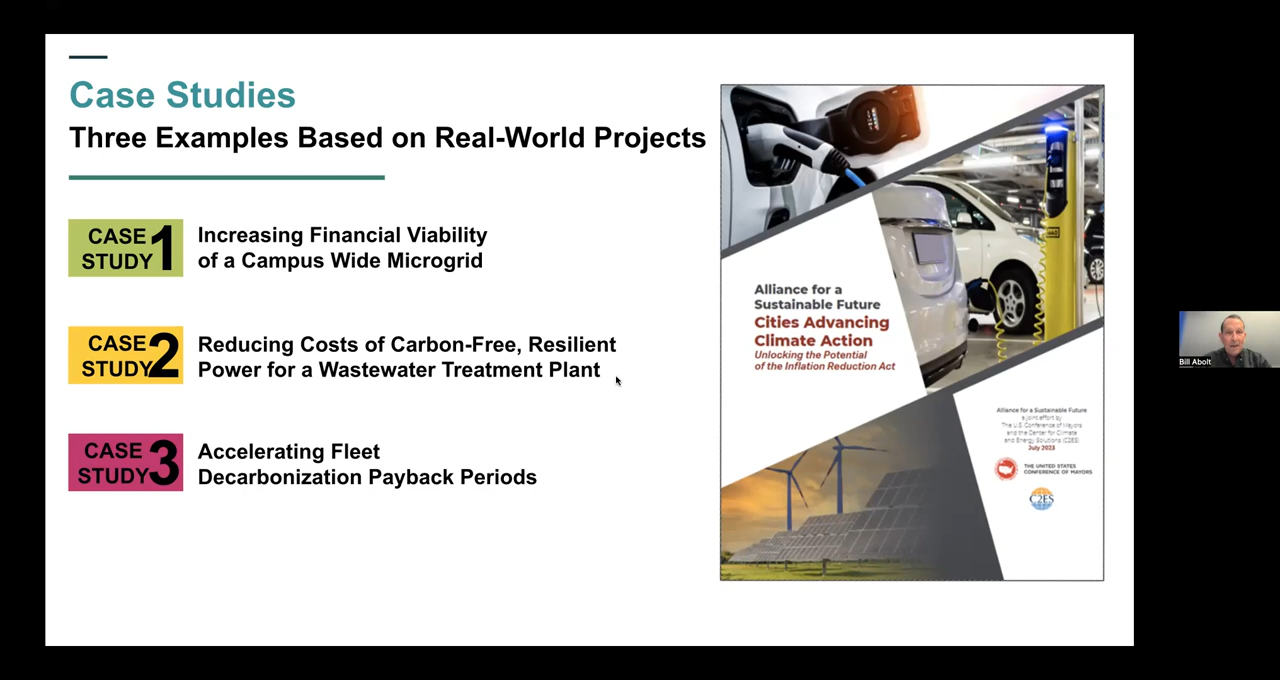 Case Studies
Three Examples Based on Real-World Projects
CASE
STUDY 1
Increasing Financial Viability
of a Campus Wide Microgrid
CASE
STUDY 2
Reducing Costs of Carbon-Free, Resilient
Power for a Wastewater Treatment Plant
CASE
STUDY 3
Accelerating Fleet
Decarbonization Payback Periods
Alliance for a
Sustainable Future
Cities Advancing
Climate Action
Unlocking the Potential
of the Inflation Reduction Act
Alliance for a Sustainable Future
a joint effort by
The U.S. Conference of Mayors
and the Center for Climate
and Energy Solutions (C2ES)
July 2023
THE UNITED STATES
CONFERENCE OF MAYORS
C2ES
Bill Abolt